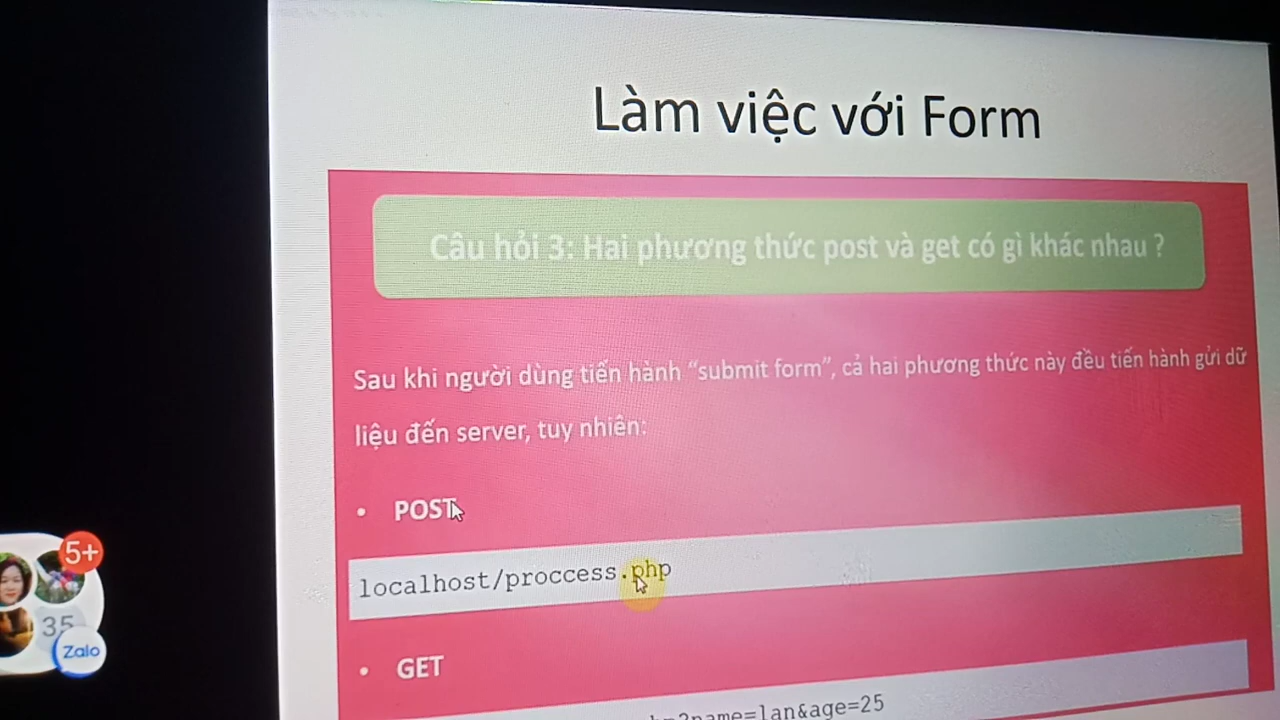 Làm việc với Form
Câu hỏi 3: Hai phương thức post và get có gì khác nhau ?
Sau khi người dùng tiến hành “submit form”, cả hai phương thức này đều tiến hành gửi dữ
liệu đến server, tuy nhiên:
• POST
localhost/proccess.php
• GET
?name=lan&age=25
5+
35
Zalo